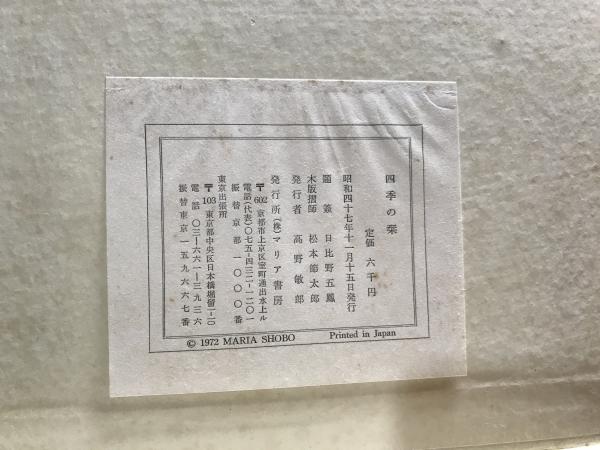 四季の栞
定価 六千円
昭和四十七年十一月十五日発行
題簽 日比野五鳳
木版摺師 松本節太郎
発行者 高野敏郎
発行所 (株)マリア書房
〒602 京都市上京区室町通出水上ル
電話(代表)〇七五-四三二-一二〇一
振替京都一〇〇〇番
東京出張所
〒103 東京都中央区日本橋堀留一-二〇
電話〇三-六六一-三九三六
振替東京一五九六六七番
© 1972 MARIA SHOBO Printed in Japan